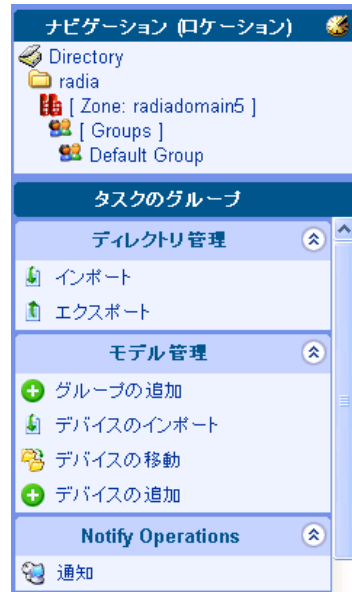 ナビゲーション (ロケーション)
Directory
radia
[ Zone: radiadomain5 ]
[ Groups ]
Default Group
タスクのグループ
ディレクトリ管理
インポート
エクスポート
モデル管理
グループの追加
デバイスのインポート
デバイスの移動
デバイスの追加
Notify Operations
通知